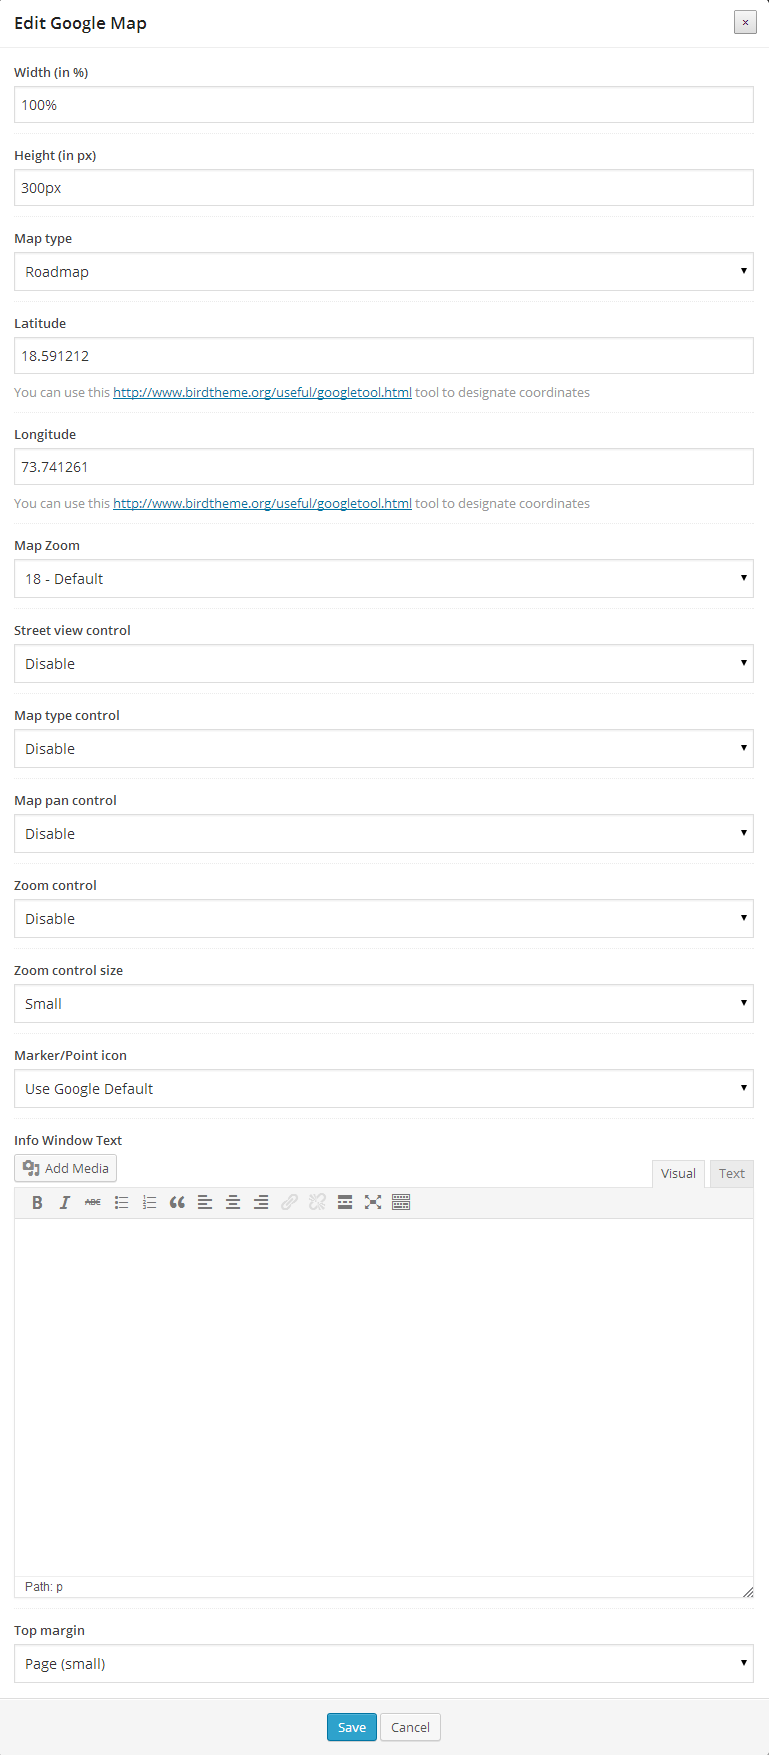 Edit Google Map
×
Width (in %)
100%
Height (in px)
300px
Map type
Roadmap
Latitude
18.591212
You can use this http://www.birdtheme.org/useful/googletool.html tool to designate coordinates
Longitude
73.741261
You can use this http://www.birdtheme.org/useful/googletool.html tool to designate coordinates
Map Zoom
18 - Default
Street view control
Disable
Map type control
Disable
Map pan control
Disable
Zoom control
Disable
Zoom control size
Small
Marker/Point icon
Use Google Default
Info Window Text
Add Media
Visual Text
B I ABC
Path: p
Top margin
Page (small)
Save Cancel